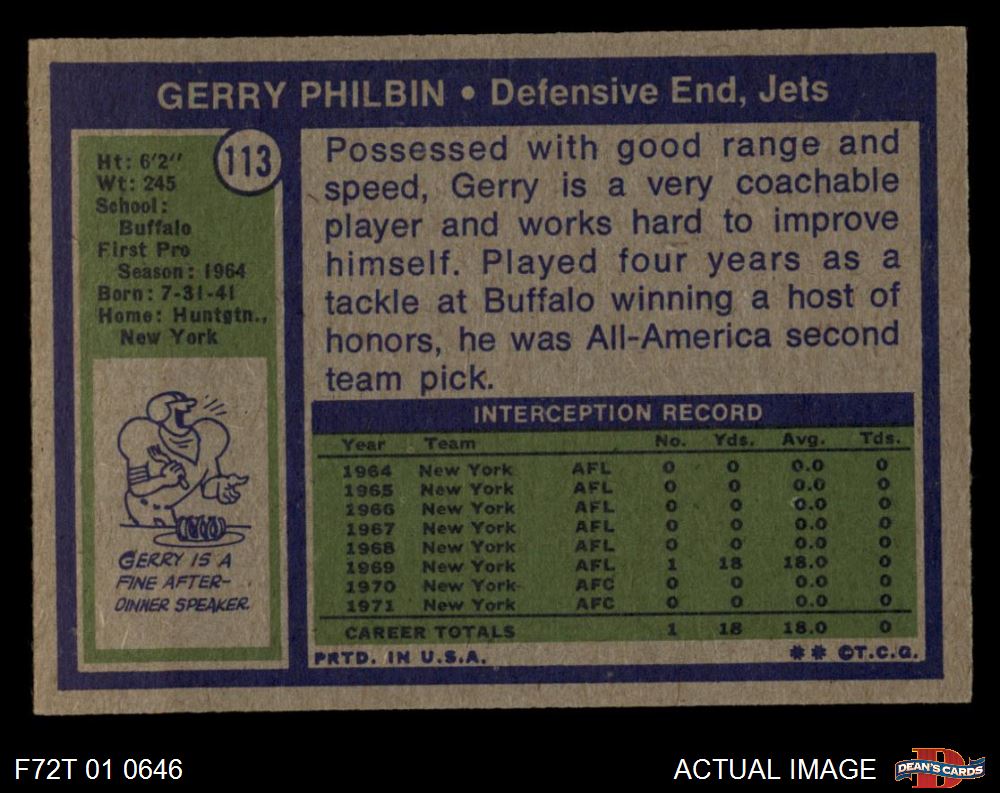 GERRY PHILBIN • Defensive End, Jets
113
Ht: 6'2"
Wt: 245
School:
Buffalo
First Pro
Season: 1964
Born: 7-31-41
Home: Huntgtn.,
New York
GERRY IS A
FINE AFTER-
DINNER SPEAKER.
Possessed with good range and
speed, Gerry is a very coachable
player and works hard to improve
himself. Played four years as a
tackle at Buffalo winning a host of
honors, he was All-America second
team pick.
INTERCEPTION RECORD
Year Team No. Yds. Avg. Tds.
1964 New York AFL 0 0 0.0 0
1965 New York AFL 0 0 0.0 0
1966 New York AFL 0 0 0.0 0
1967 New York AFL 0 0 0.0 0
1968 New York AFL 0 0 0.0 0
1969 New York AFL 1 18 18.0 0
1970 New York AFC 0 0 0.0 0
1971 New York AFC 0 0 0.0 0
CAREER TOTALS 1 18 18.0 0
PRTD. IN U.S.A. ** ©T.C.G.
F72T 01 0646
ACTUAL IMAGE
D
DEAN'S CARDS